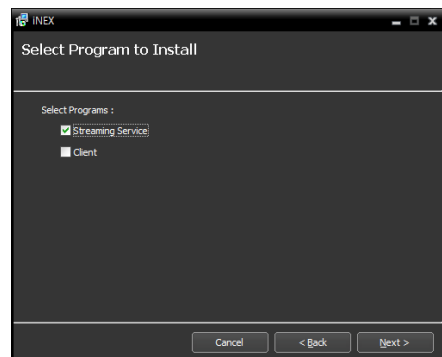 iNEX
Select Program to Install
Select Programs :
Streaming Service
Client
Cancel
< Back
Next >